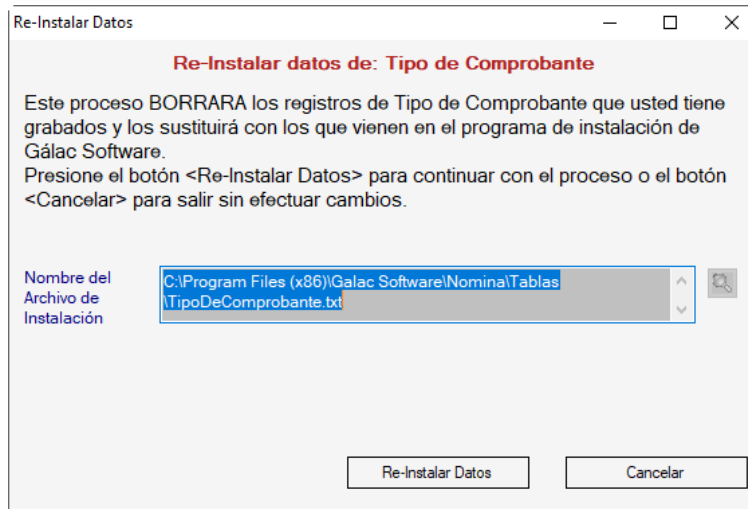 Re-Instalar Datos
Re-Instalar datos de: Tipo de Comprobante
Este proceso BORRARA los registros de Tipo de Comprobante que usted tiene
grabados y los sustituirá con los que vienen en el programa de instalación de
Gálac Software.
Presione el botón <Re-Instalar Datos> para continuar con el proceso o el botón
<Cancelar> para salir sin efectuar cambios.
Nombre del
Archivo de
Instalación
C:\Program Files (x86)\Galac Software\Nomina\Tablas
\TipoDeComprobante.txt
Re-Instalar Datos
Cancelar